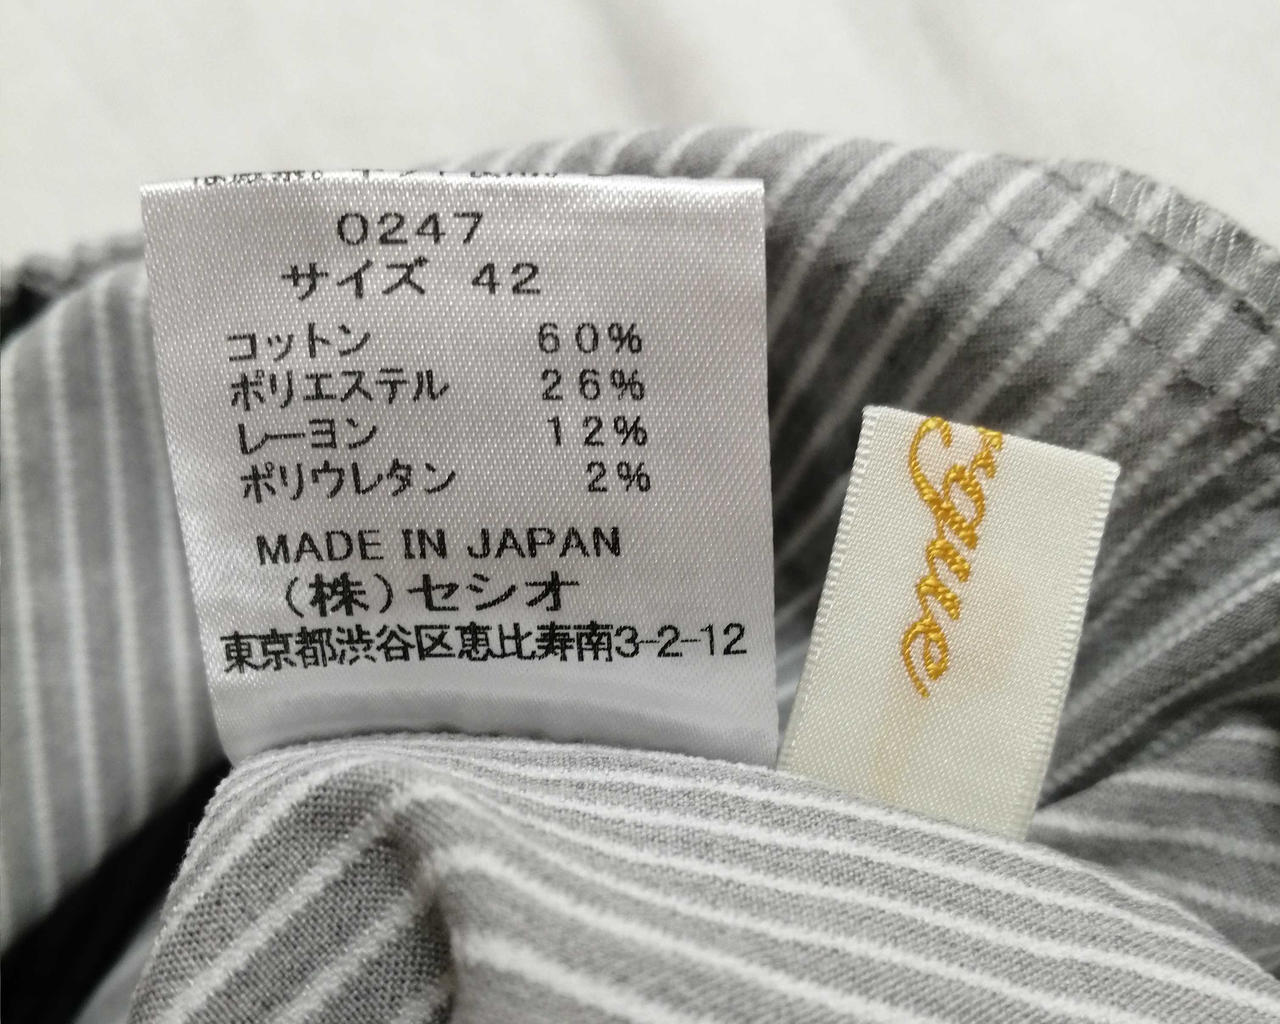 0247
サイズ 42
コットン 60%
ポリエステル 26%
レーヨン 12%
ポリウレタン 2%
MADE IN JAPAN
(株)セシオ
東京都渋谷区恵比寿南3-2-12